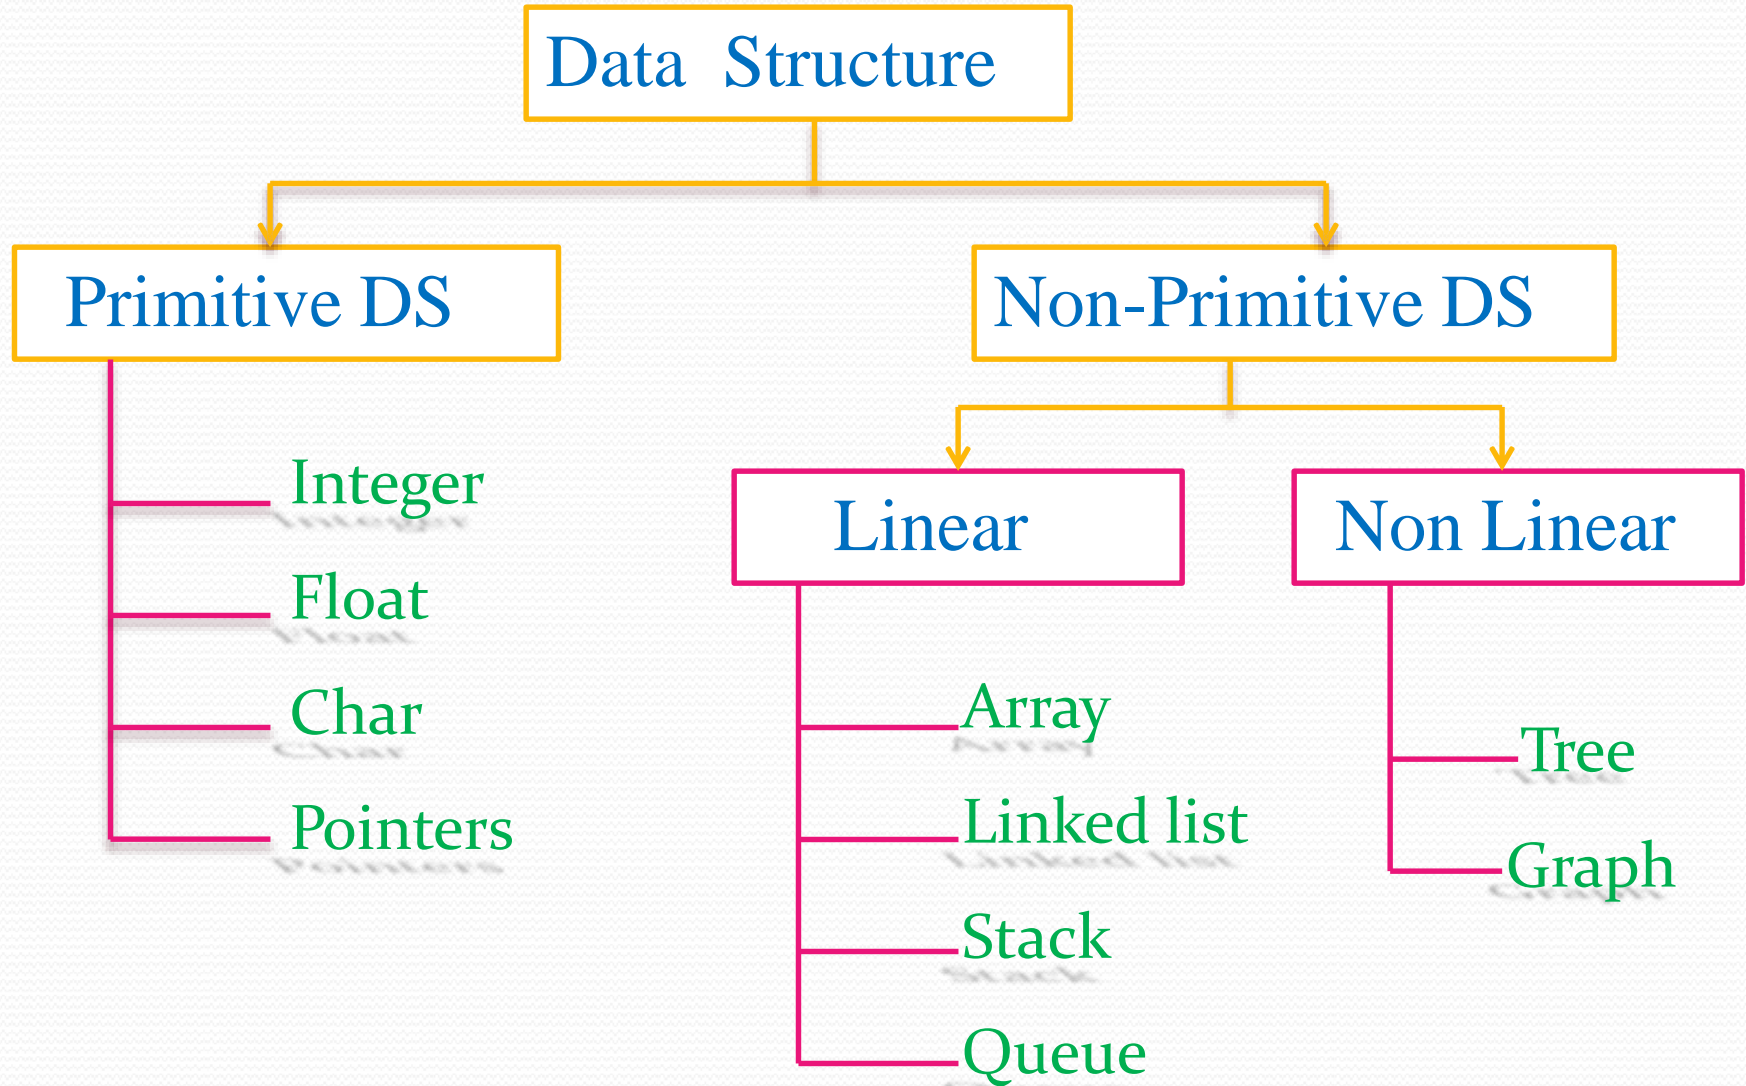 Data  Structure
Primitive DS
Non-Primitive DS
Integer
Float
Char
Pointers
Linear
Non Linear
Array
Linked list
Stack
Queue
Tree
Graph